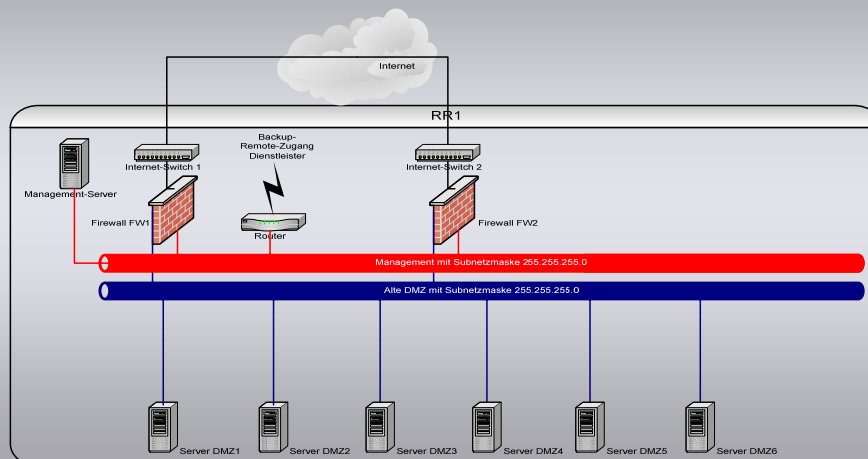 Internet
RR1
Backup-
Remote-Zugang
Dienstleister
Internet-Switch 1
Internet-Switch 2
Management-Server
Firewall FW1
Router
Firewall FW2
Management mit Subnetzmaske 255.255.255.0
Alte DMZ mit Subnetzmaske 255.255.255.0
Server DMZ1
Server DMZ2
Server DMZ3
Server DMZ4
Server DMZ5
Server DMZ6